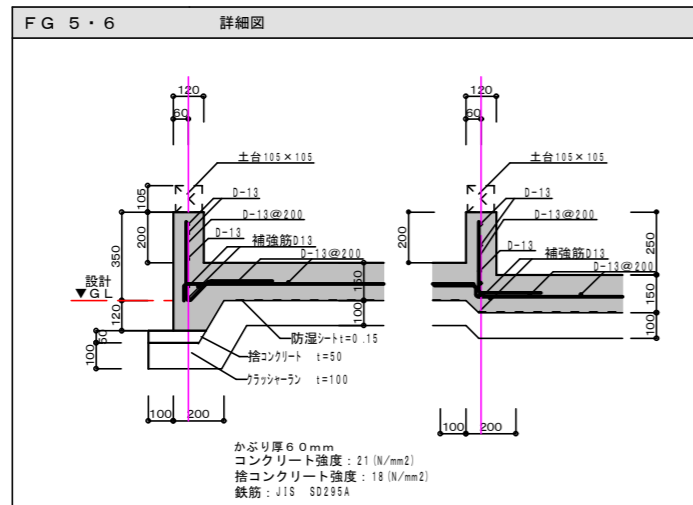 FG 5・6 詳細図
120
120
60
60
土台105×105
土台105×105
105
D-13
D-13
D-13@200
D-13@200
350
200
200
250
D-13
D-13
補強筋D13
補強筋D13
D-13@200
D-13@200
設計
▼GL
150
150
120
100
100
50
100
防湿シートt=0.15
捨コンクリート t=50
クラッシャーラン t=100
100
200
100
200
かぶり厚60mm
コンクリート強度：21(N/mm2)
捨コンクリート強度：18(N/mm2)
鉄筋：JIS SD295A